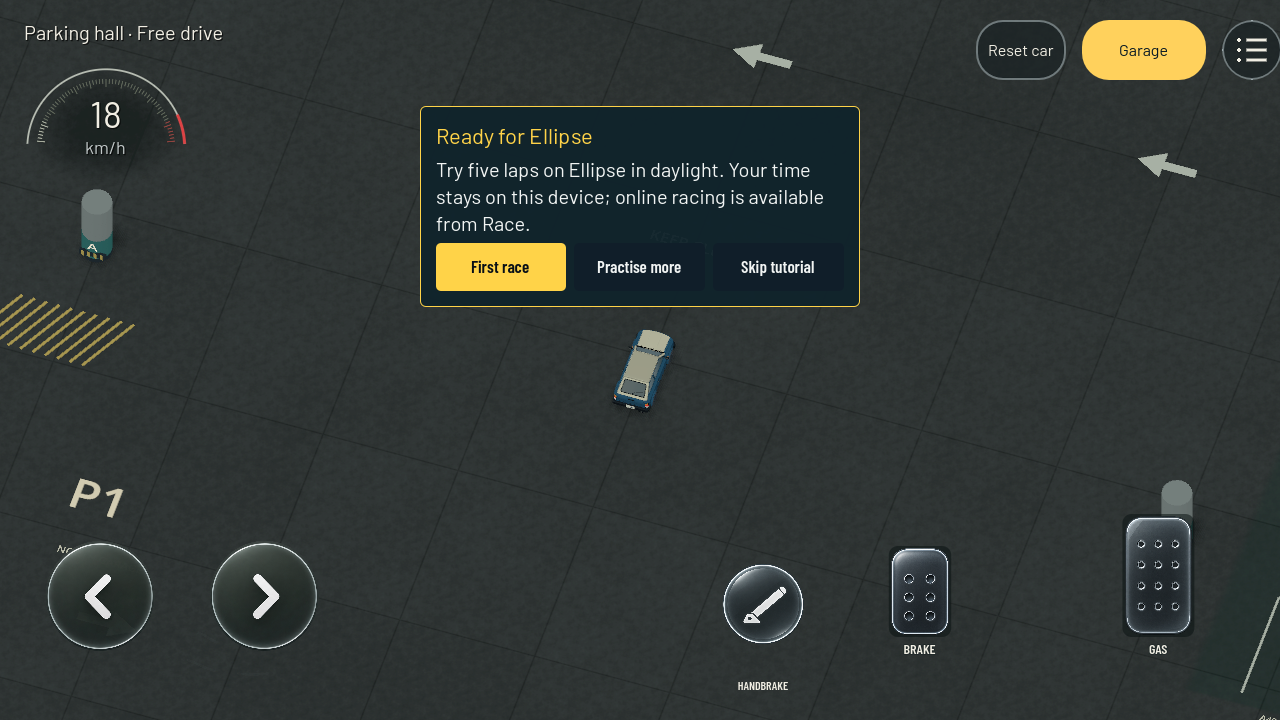 Parking hall · Free drive
Reset car
Garage
18
km/h
Ready for Ellipse
Try five laps on Ellipse in daylight. Your time
stays on this device; online racing is available
from Race.
First race
Practise more
Skip tutorial
A
P1
HANDBRAKE
BRAKE
GAS